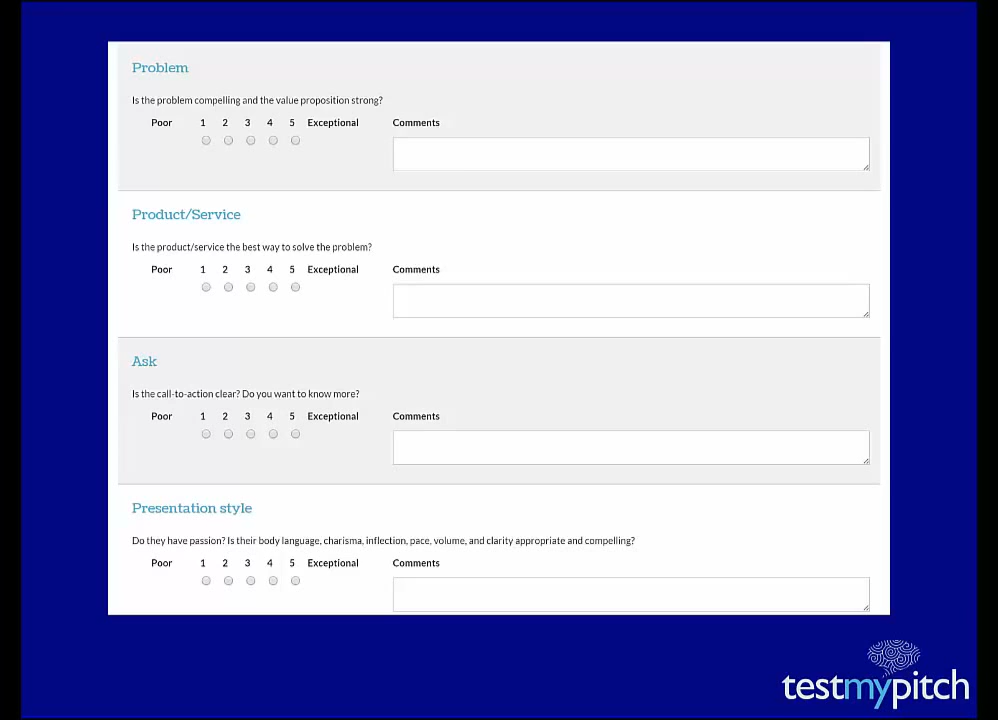 Problem
Is the problem compelling and the value proposition strong?
Poor 1 2 3 4 5 Exceptional Comments
Product/Service
Is the product/service the best way to solve the problem?
Poor 1 2 3 4 5 Exceptional Comments
Ask
Is the call-to-action clear? Do you want to know more?
Poor 1 2 3 4 5 Exceptional Comments
Presentation style
Do they have passion? Is their body language, charisma, inflection, pace, volume, and clarity appropriate and compelling?
Poor 1 2 3 4 5 Exceptional Comments
testmypitch